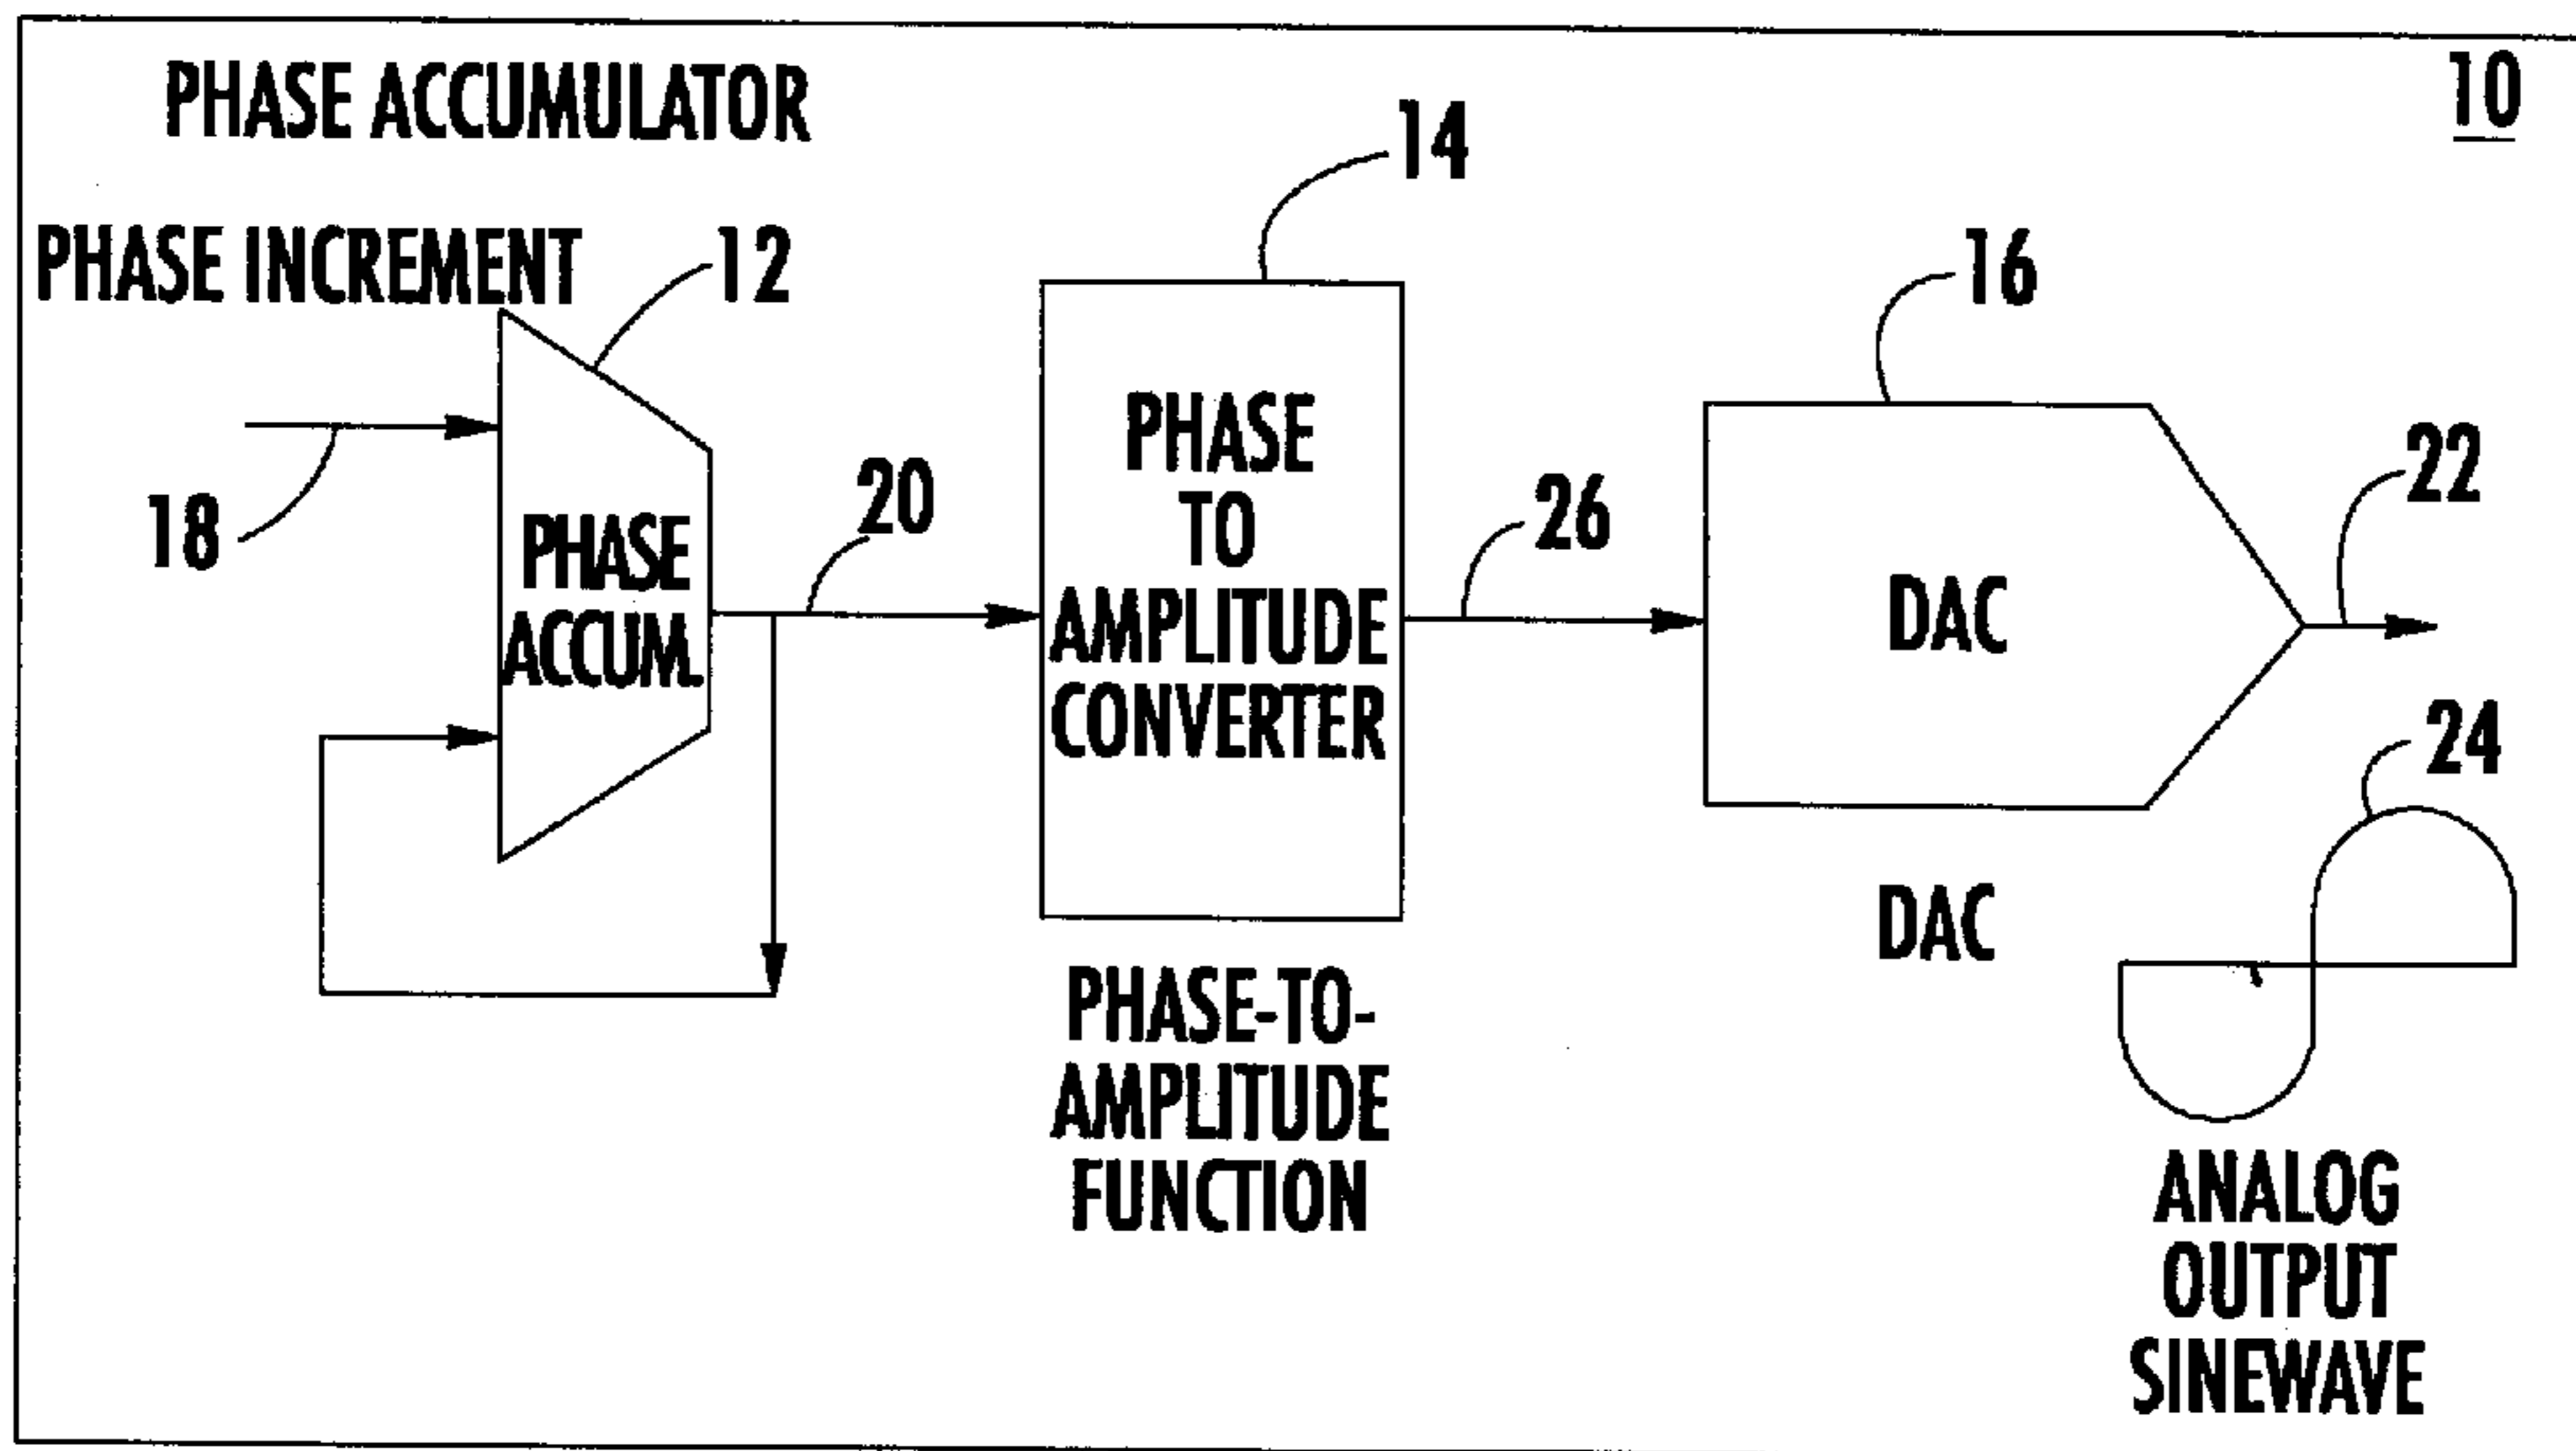 PHASE ACCUMULATOR
10
14
PHASE INCREMENT
12
16
18
PHASE
ACCUM.
20
PHASE
TO
AMPLITUDE
CONVERTER
26
DAC
22
24
DAC
PHASE-TO-
AMPLITUDE
FUNCTION
ANALOG
OUTPUT
SINEWAVE